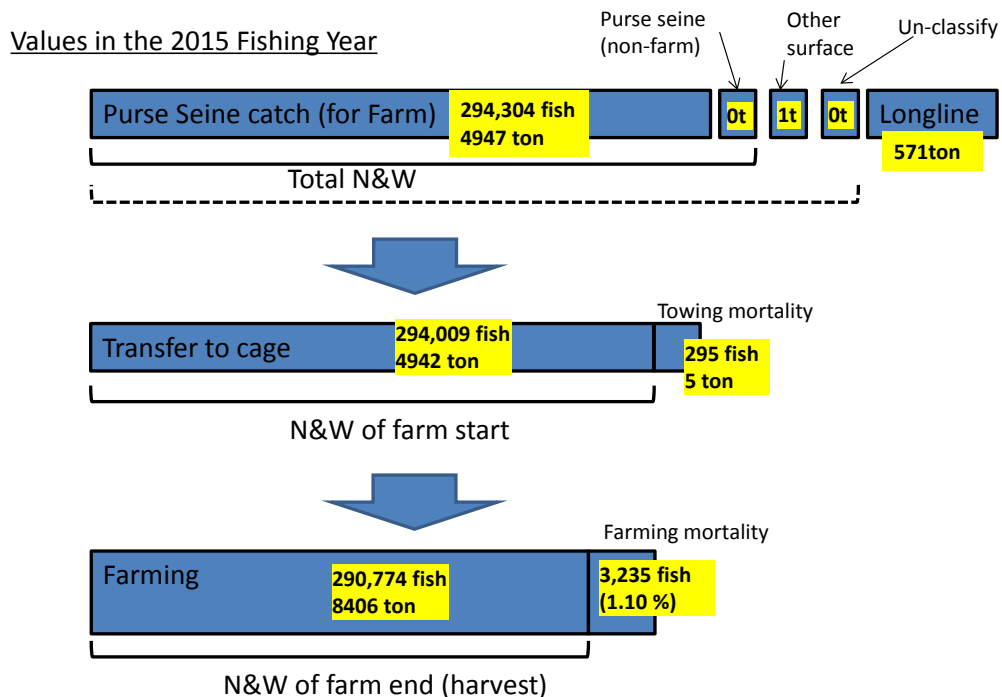 Values in the 2015 Fishing Year
Purse seine
(non-farm)
Other
surface
Un-classify
Purse Seine catch (for Farm)
294,304 fish
4947 ton
0t
1t
0t
Longline
571ton
Total N&W
Transfer to cage
294,009 fish
4942 ton
Towing mortality
295 fish
5 ton
N&W of farm start
Farming
290,774 fish
8406 ton
Farming mortality
3,235 fish
(1.10 %)
N&W of farm end (harvest)